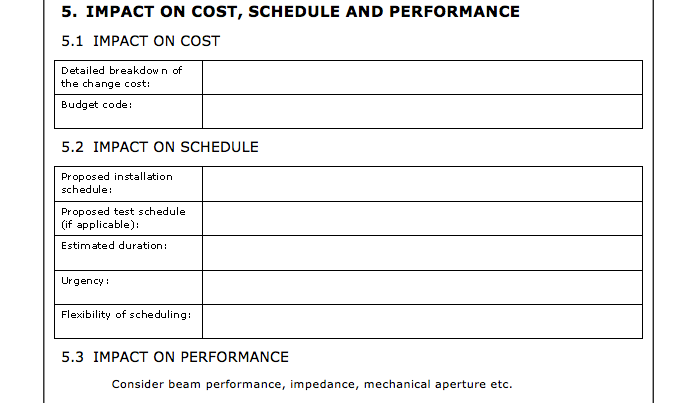 5. IMPACT ON COST, SCHEDULE AND PERFORMANCE
5.1 IMPACT ON COST
Detailed breakdown of
the change cost:
Budget code:
5.2 IMPACT ON SCHEDULE
Proposed installation
schedule:
Proposed test schedule
(if applicable):
Estimated duration:
Urgency:
Flexibility of scheduling:
5.3 IMPACT ON PERFORMANCE
Consider beam performance, impedance, mechanical aperture etc.